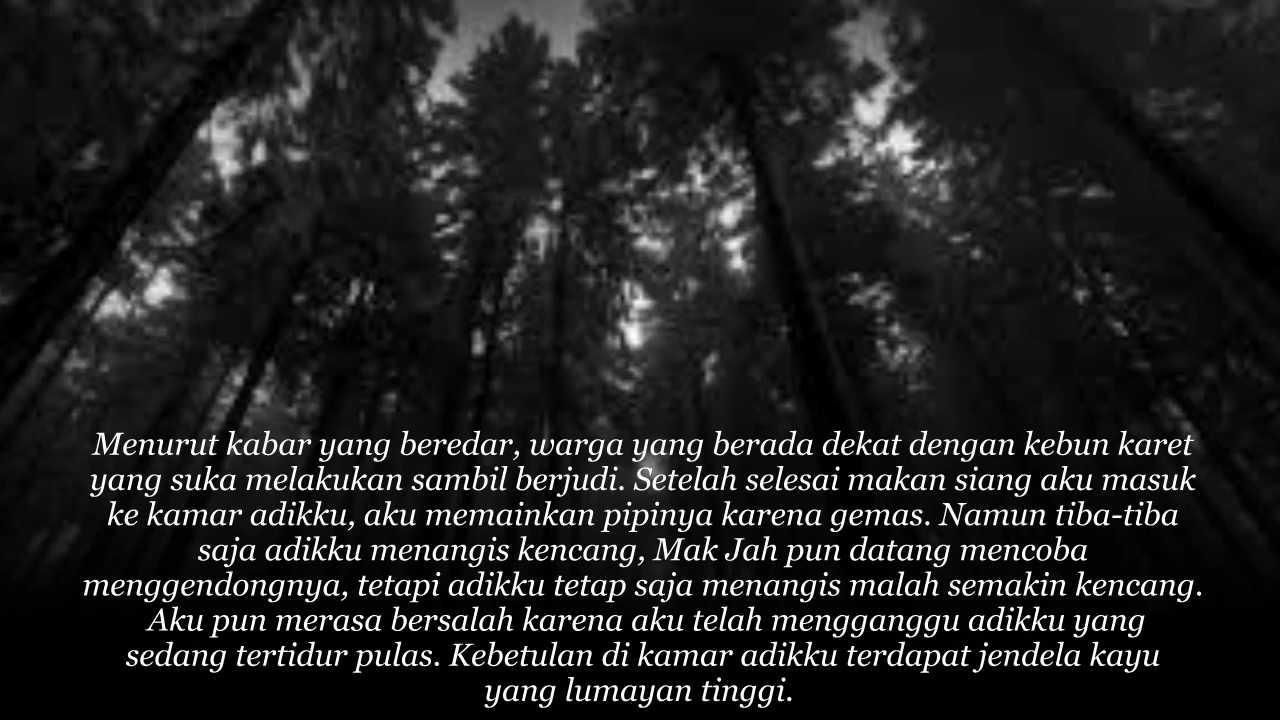 Menurut kabar yang beredar, warga yang berada dekat dengan kebun karet
yang suka melakukan sambil berjudi. Setelah selesai makan siang aku masuk
ke kamar adikku, aku memainkan pipinya karena gemas. Namun tiba-tiba
saja adikku menangis kencang, Mak Jah pun datang mencoba
menggendongnya, tetapi adikku tetap saja menangis malah semakin kencang.
Aku pun merasa bersalah karena aku telah mengganggu adikku yang
sedang tertidur pulas. Kebetulan di kamar adikku terdapat jendela kayu
yang lumayan tinggi.